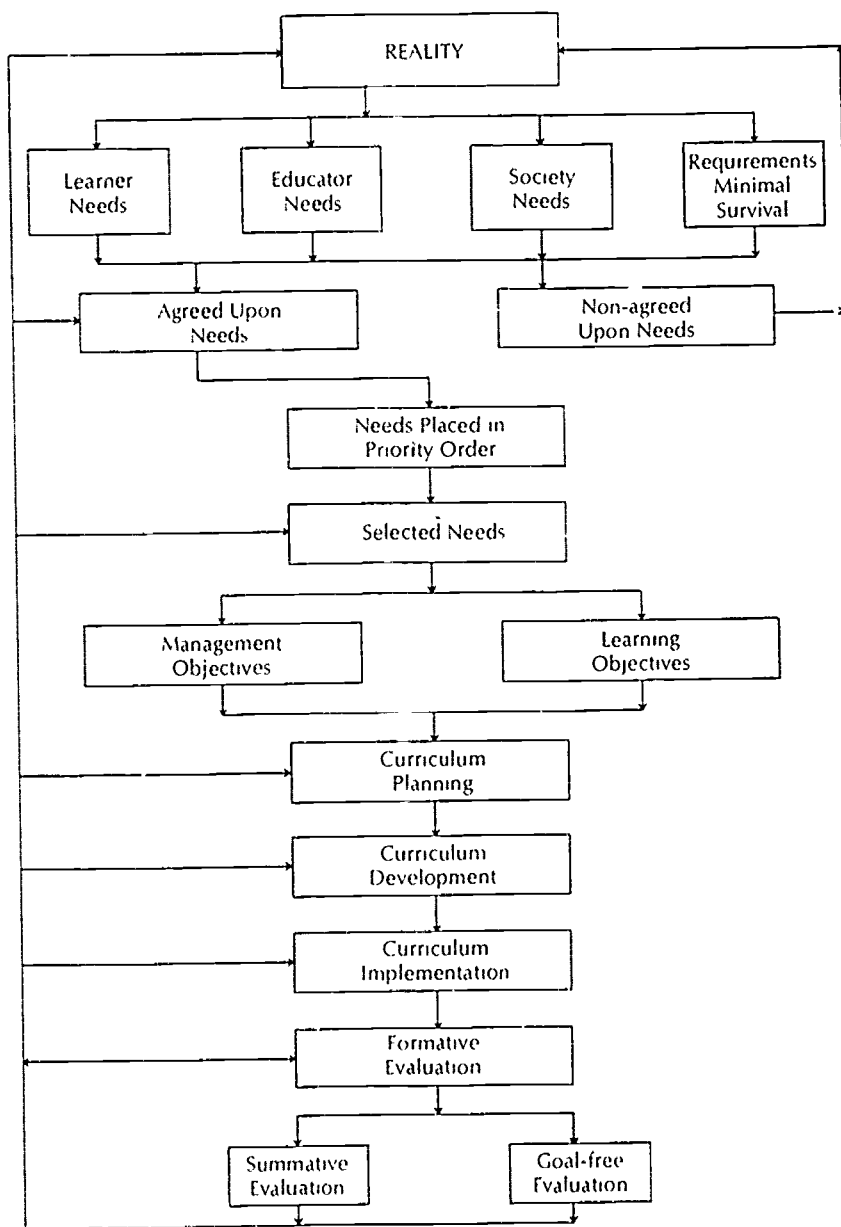 REALITY
Learner
Needs
Educator
Needs
Society
Needs
Requirements
Minimal
Survival
Agreed Upon
Needs
Non-agreed
Upon Needs
Needs Placed in
Priority Order
Selected Needs
Management
Objectives
Learning
Objectives
Curriculum
Planning
Curriculum
Development
Curriculum
Implementation
Formative
Evaluation
Summative
Evaluation
Goal-free
Evaluation